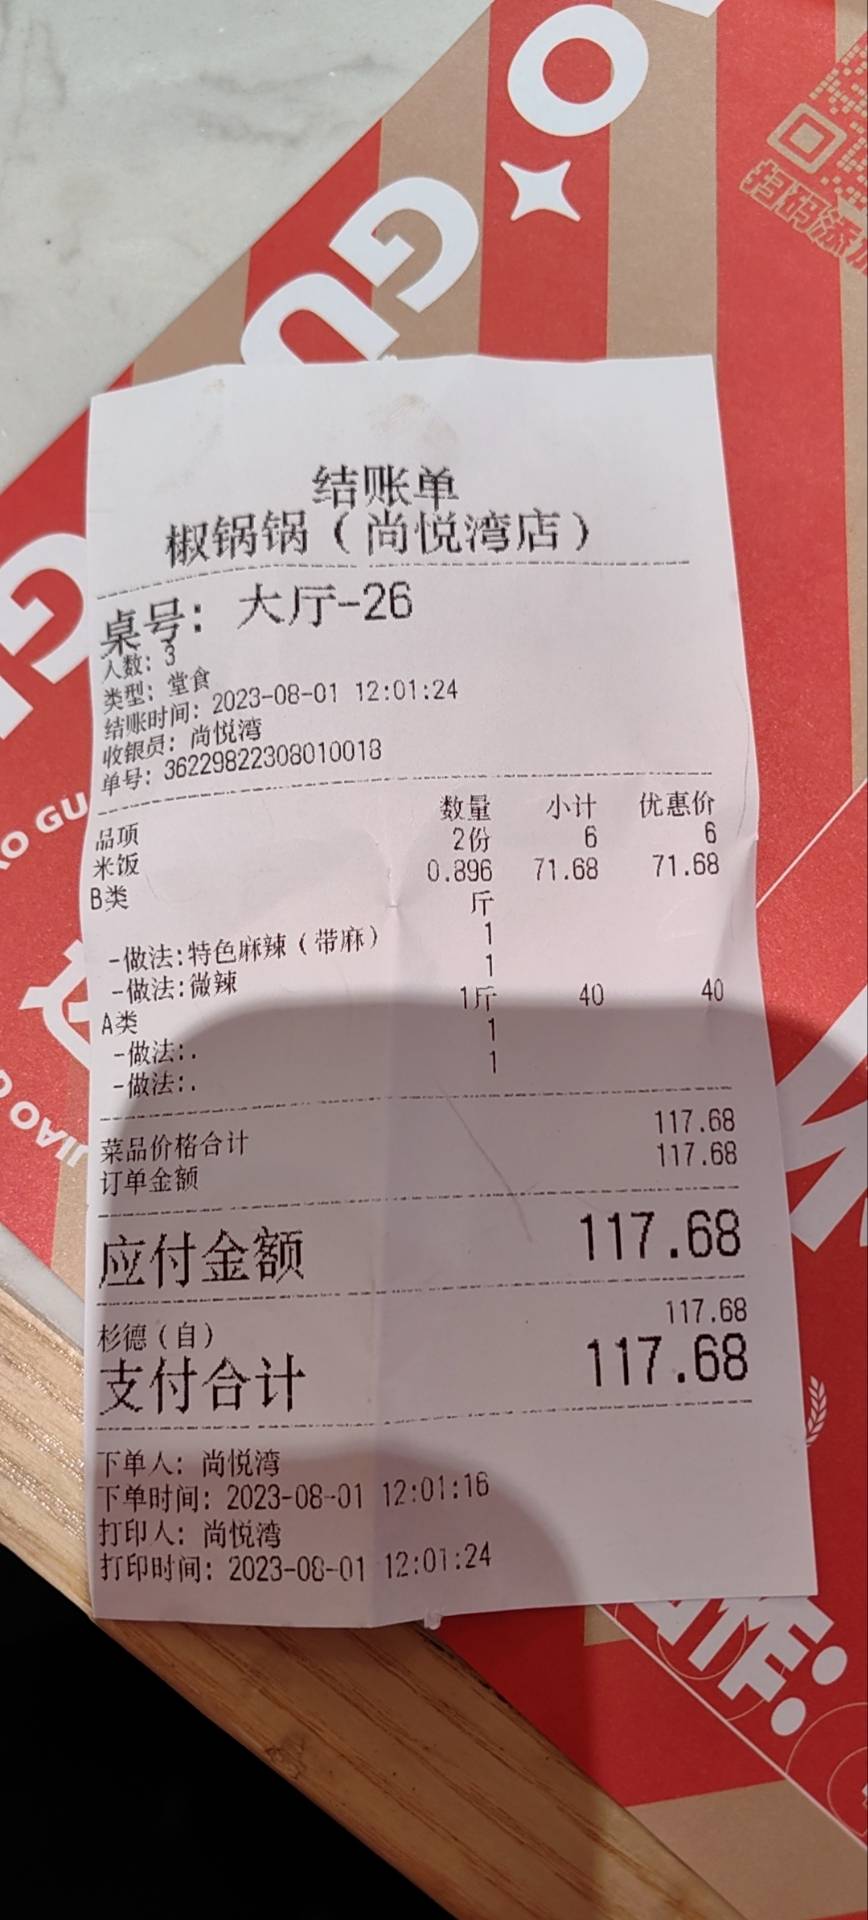 O
GU
扫码添加
G
结账单
椒锅锅（尚悦湾店）
桌号：大厅-26
人数：3
类型：堂食
结账时间：2023-08-01 12:01:24
收银员：尚悦湾
单号：36229822308010018
品项 数量 小计 优惠价
米饭 2份 6 6
B类 0.896斤 71.68 71.68
-做法:特色麻辣（带麻） 1
-做法:微辣 1
A类 1斤 40 40
-做法:. 1
-做法:. 1
菜品价格合计 117.68
订单金额 117.68
应付金额 117.68
杉德（自） 117.68
支付合计 117.68
下单人：尚悦湾
下单时间：2023-08-01 12:01:16
打印人：尚悦湾
打印时间：2023-08-01 12:01:24